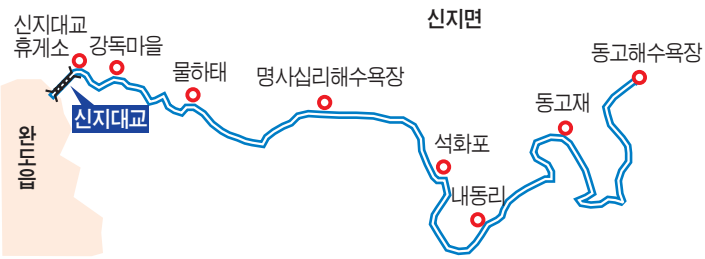 신지면
신지대교
휴게소
강독마을
물하태
명사십리해수욕장
동고해수욕장
동고재
신지대교
석화포
내동리
완도읍